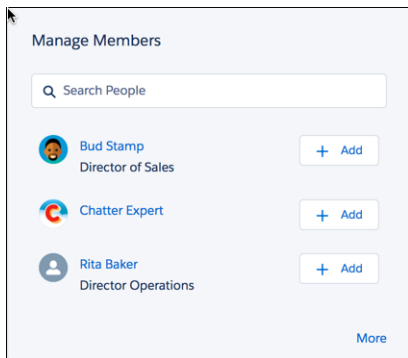 Manage Members
Search People
Bud Stamp
+ Add
Director of Sales
Chatter Expert
+ Add
Rita Baker
+ Add
Director Operations
More